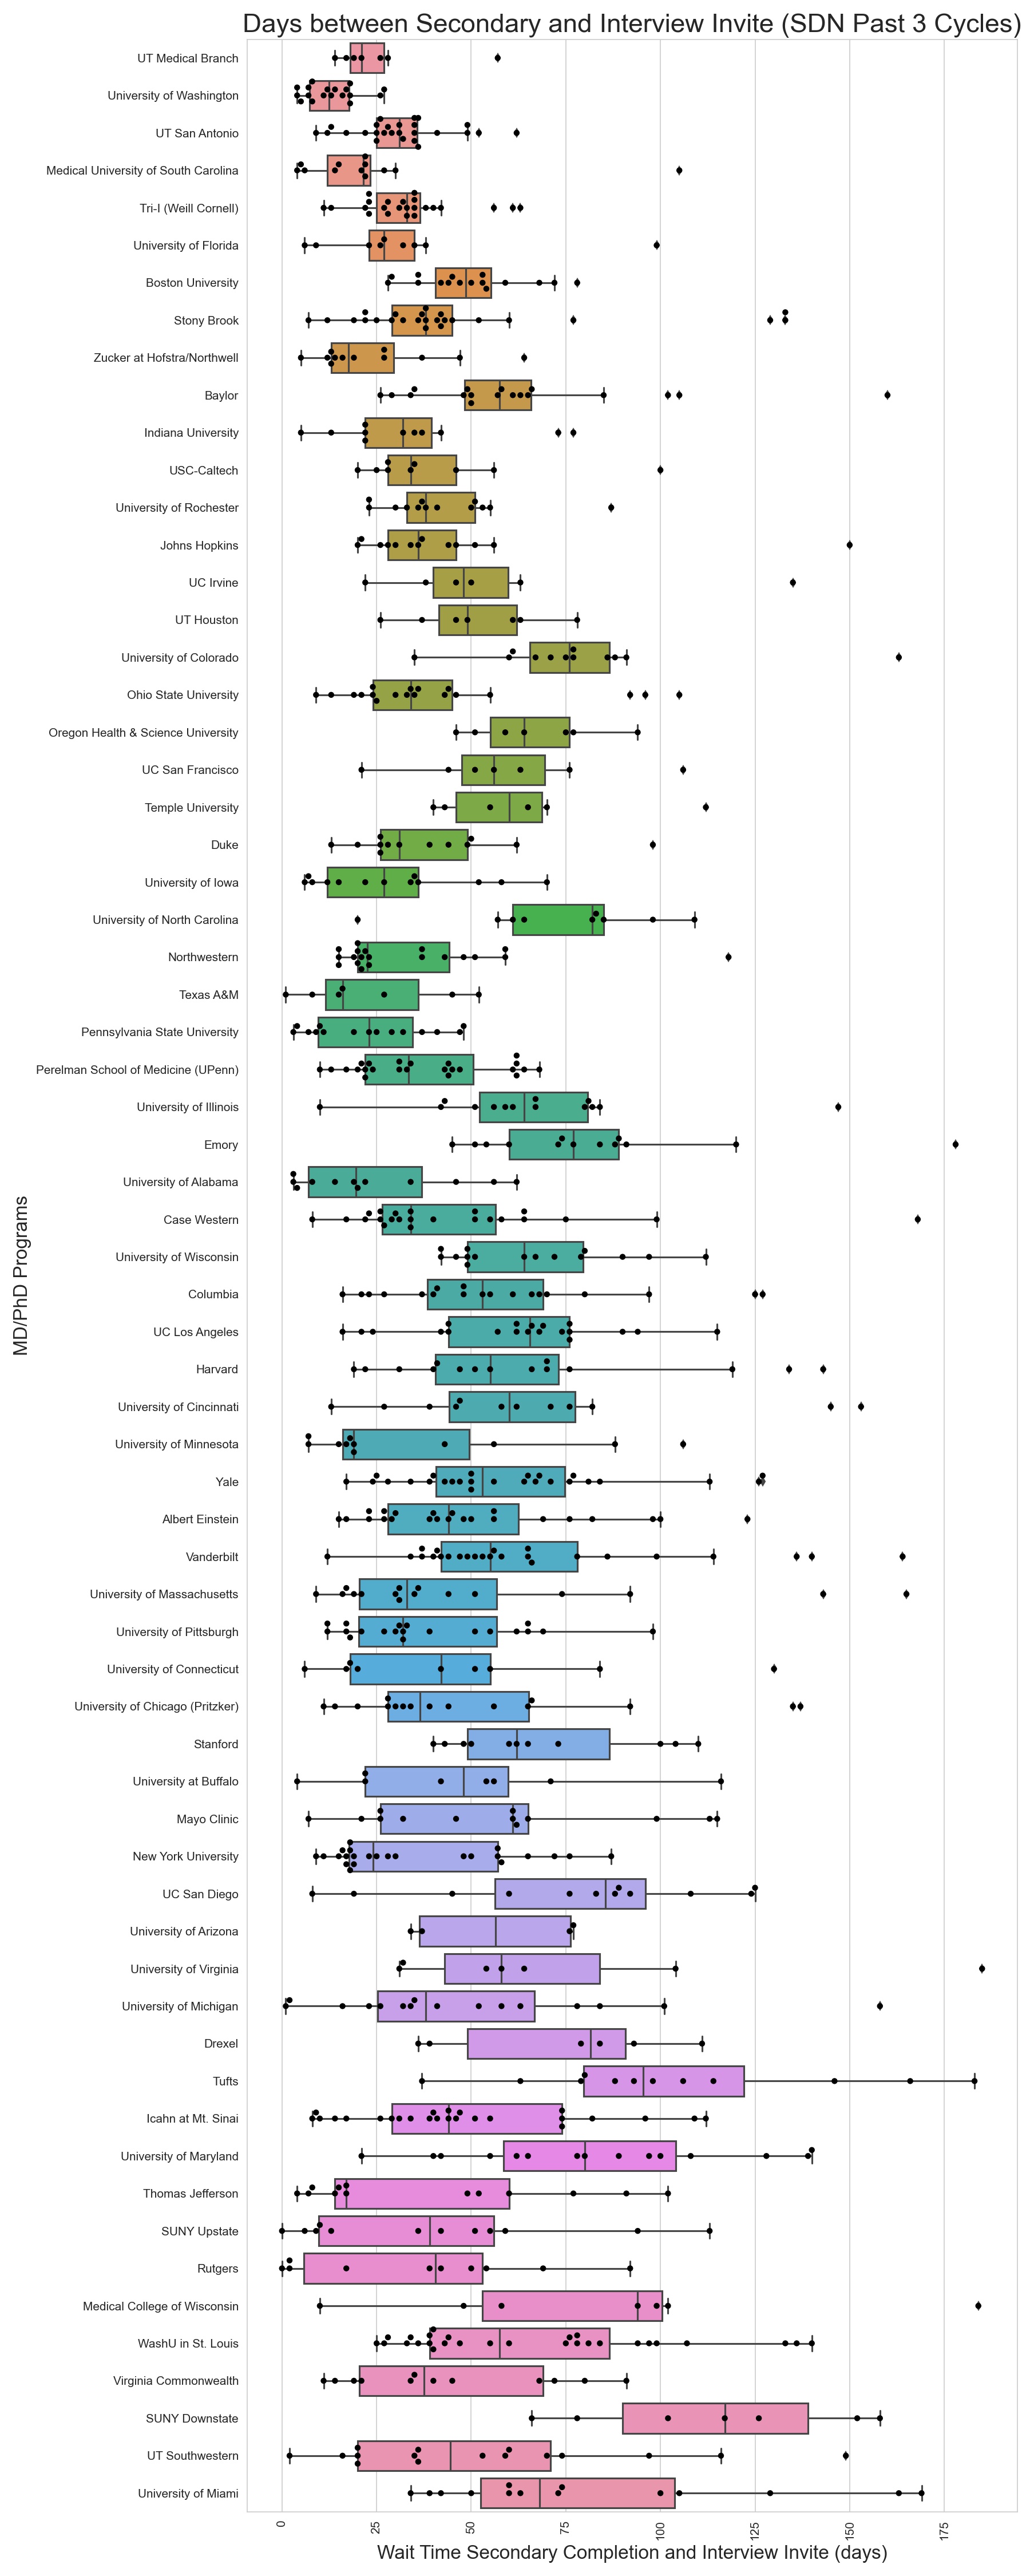 Days between Secondary and Interview Invite (SDN Past 3 Cycles)
UT Medical Branch
University of Washington
UT San Antonio
Medical University of South Carolina
Tri-I (Weill Cornell)
University of Florida
Boston University
Stony Brook
Zucker at Hofstra/Northwell
Baylor
Indiana University
USC-Caltech
University of Rochester
Johns Hopkins
UC Irvine
UT Houston
University of Colorado
Ohio State University
Oregon Health & Science University
UC San Francisco
Temple University
Duke
University of Iowa
University of North Carolina
Northwestern
Texas A&M
Pennsylvania State University
Perelman School of Medicine (UPenn)
University of Illinois
Emory
University of Alabama
Case Western
University of Wisconsin
Columbia
UC Los Angeles
Harvard
University of Cincinnati
University of Minnesota
Yale
Albert Einstein
Vanderbilt
University of Massachusetts
University of Pittsburgh
University of Connecticut
University of Chicago (Pritzker)
Stanford
University at Buffalo
Mayo Clinic
New York University
UC San Diego
University of Arizona
University of Virginia
University of Michigan
Drexel
Tufts
Icahn at Mt. Sinai
University of Maryland
Thomas Jefferson
SUNY Upstate
Rutgers
Medical College of Wisconsin
WashU in St. Louis
Virginia Commonwealth
SUNY Downstate
UT Southwestern
University of Miami
MD/PhD Programs
0 25 50 75 100 125 150 175
Wait Time Secondary Completion and Interview Invite (days)